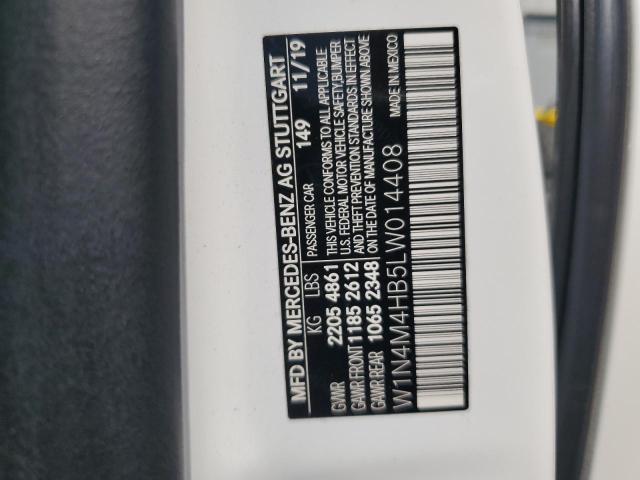 MFD BY MERCEDES-BENZ AG STUTTGART
149 11/19
KG LBS PASSENGER CAR
GVWR 2205 4861 THIS VEHICLE CONFORMS TO ALL APPLICABLE
GAWR FRONT 1185 2612 U.S. FEDERAL MOTOR VEHICLE SAFETY, BUMPER
GAWR REAR 1065 2348 AND THEFT PREVENTION STANDARDS IN EFFECT
ON THE DATE OF MANUFACTURE SHOWN ABOVE
W1N4M4HB5LW014408 MADE IN MEXICO